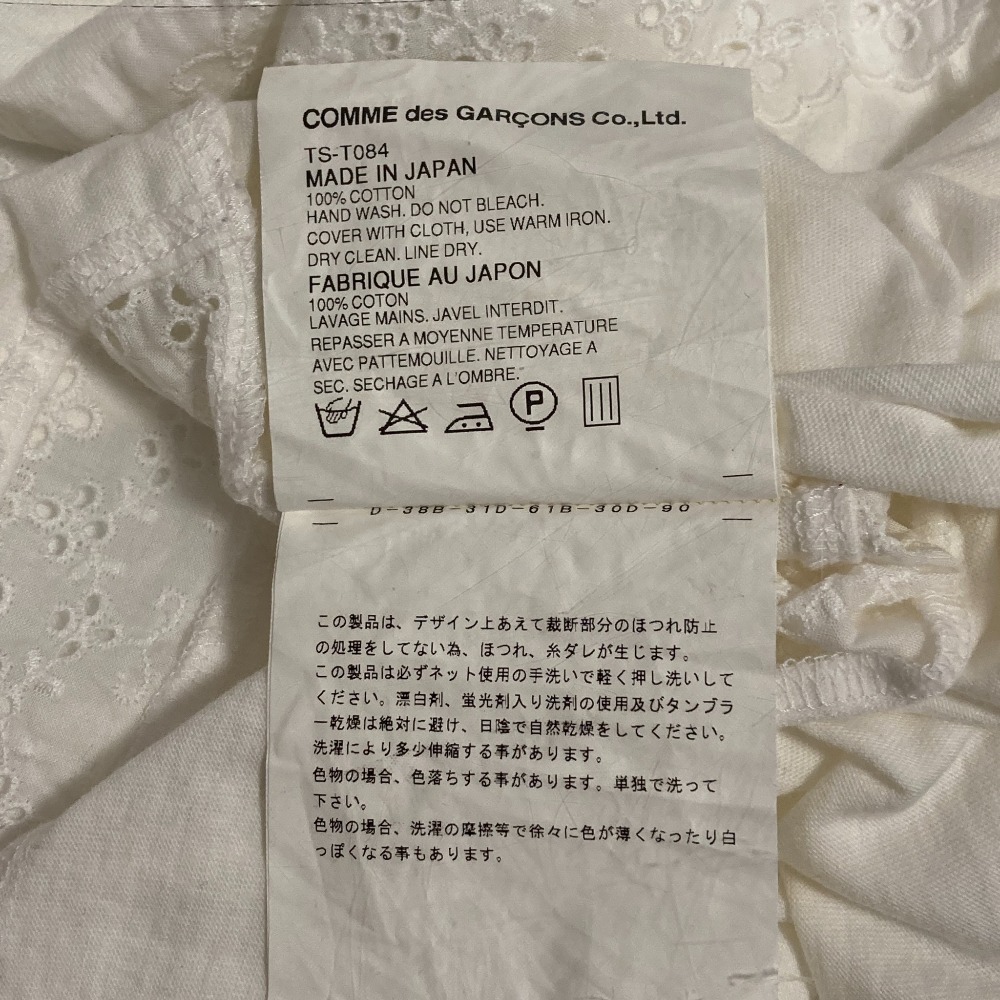 COMME des GARÇONS Co.,Ltd.
TS-T084
MADE IN JAPAN
100% COTTON
HAND WASH. DO NOT BLEACH.
COVER WITH CLOTH, USE WARM IRON.
DRY CLEAN. LINE DRY.
FABRIQUE AU JAPON
100% COTON
LAVAGE MAINS. JAVEL INTERDIT.
REPASSER A MOYENNE TEMPERATURE
AVEC PATTEMOUILLE. NETTOYAGE A
SEC. SECHAGE A L'OMBRE.
P
D-38B-31D-61B-30D-90
この製品は、デザイン上あえて裁断部分のほつれ防止
の処理をしてない為、ほつれ、糸ダレが生じます。
この製品は必ずネット使用の手洗いで軽く押し洗いして
ください。漂白剤、蛍光剤入り洗剤の使用及びタンブラ
ー乾燥は絶対に避け、日陰で自然乾燥をしてください。
洗濯により多少伸縮する事があります。
色物の場合、色落ちする事があります。単独で洗って
下さい。
色物の場合、洗濯の摩擦等で徐々に色が薄くなったり白
っぽくなる事もあります。